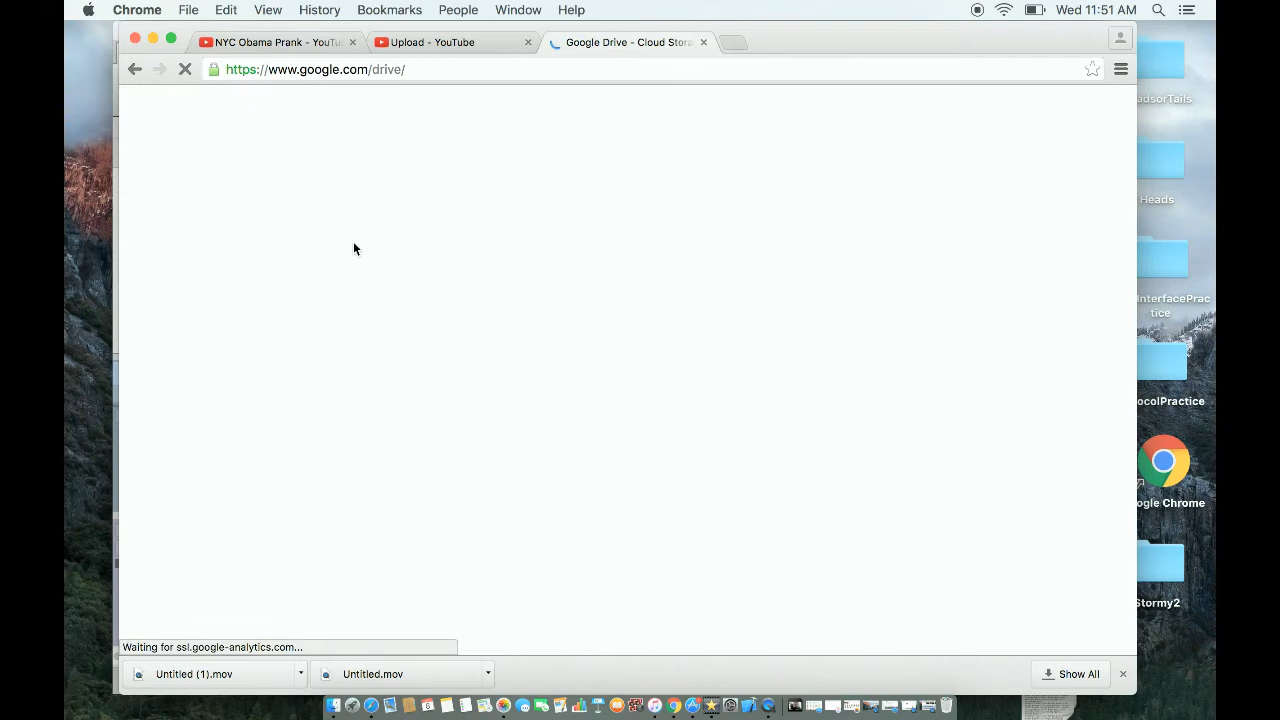 Chrome File Edit View History Bookmarks People Window Help Wed 11:51 AM
NYC Obama Prank - YouTu Upload - YouTube Google Drive - Cloud Stora
https://www.google.com/drive/
adsorTails
Heads
InterfacePrac
tice
ocolPractice
ogle Chrome
Stormy2
Waiting for ssl.google-analytics.com...
Untitled (1).mov Untitled.mov Show All